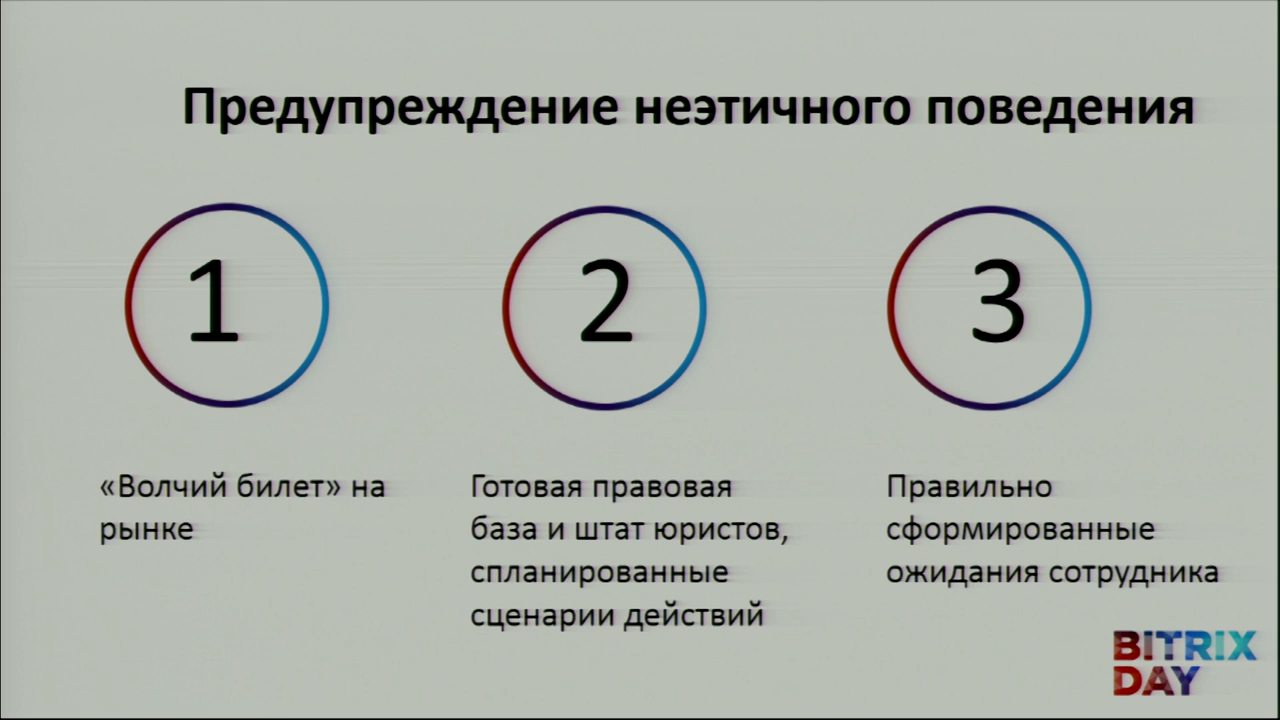 Предупреждение неэтичного поведения
1
2
3
«Волчий билет» на
рынке
Готовая правовая
база и штат юристов,
спланированные
сценарии действий
Правильно
сформированные
ожидания сотрудника
BITRIX
DAY